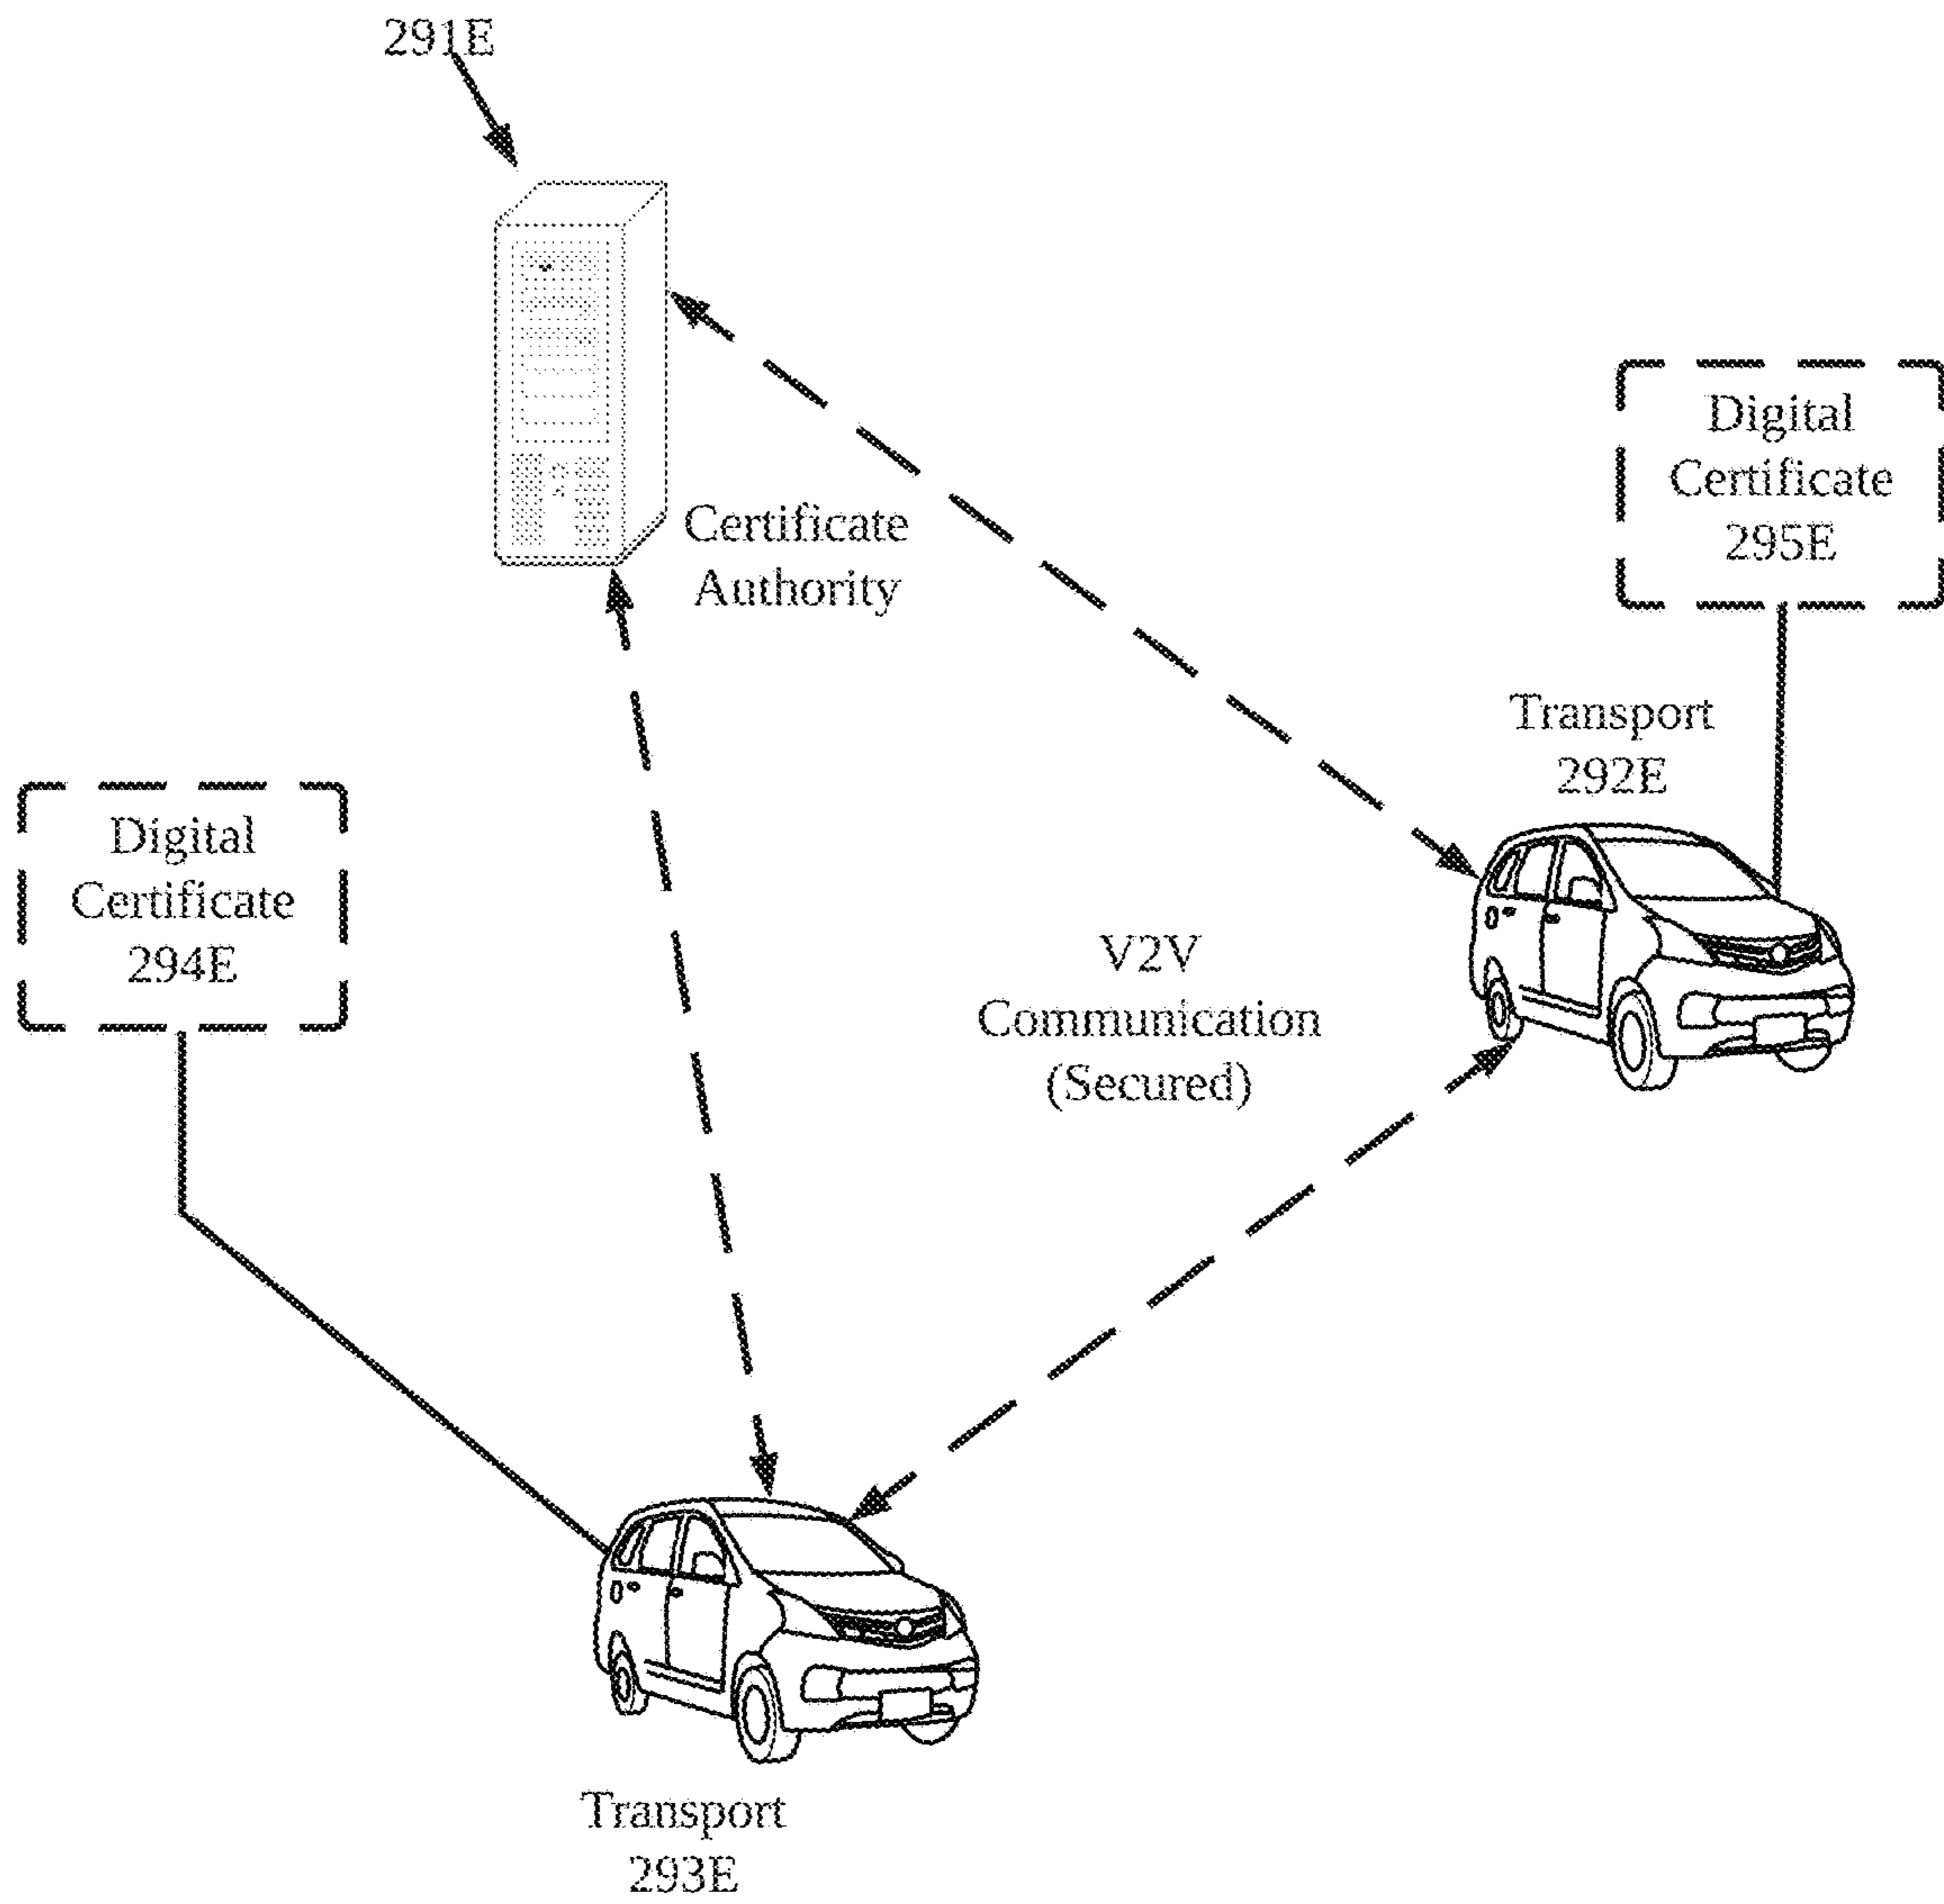 291E
Certificate
Authority
Digital
Certificate
295E
Transport
292E
Digital
Certificate
294E
V2V
Communication
(Secured)
Transport
293E